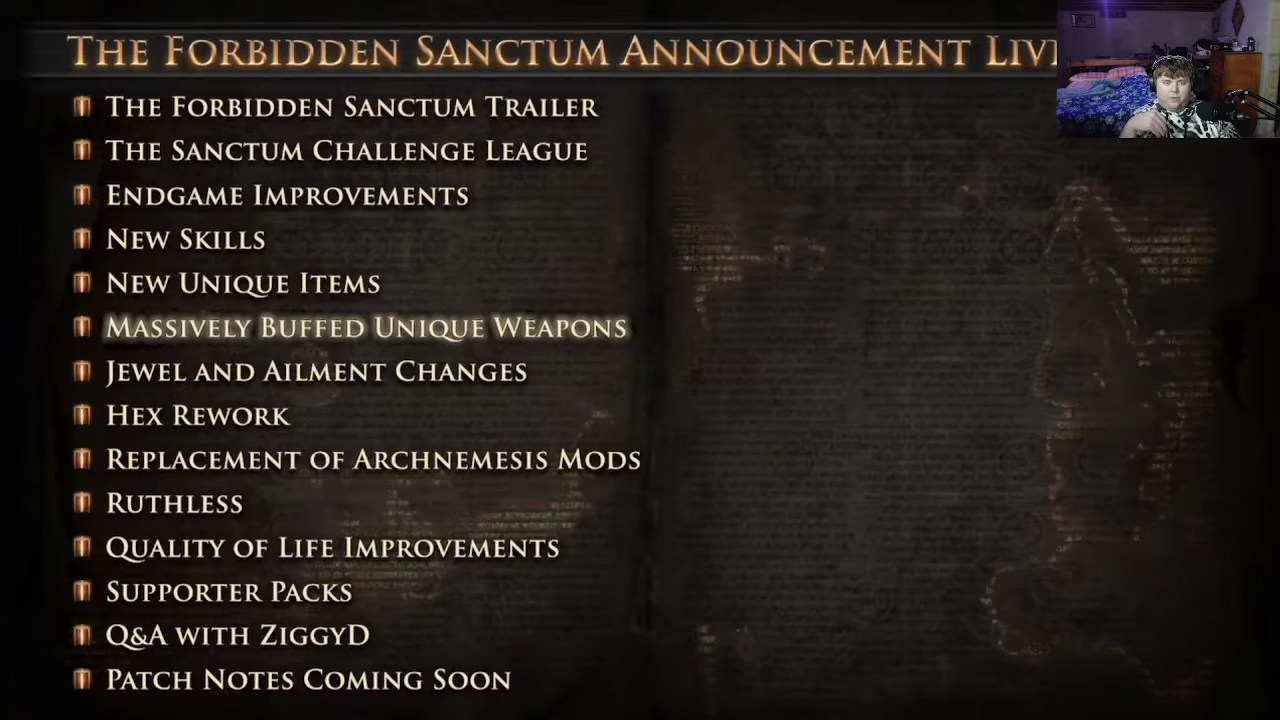 The Forbidden Sanctum Announcement Liv
The Forbidden Sanctum Trailer
The Sanctum Challenge League
Endgame Improvements
New Skills
New Unique Items
Massively Buffed Unique Weapons
Jewel and Ailment Changes
Hex Rework
Replacement of Archnemesis Mods
Ruthless
Quality of Life Improvements
Supporter Packs
Q&A with ZiggyD
Patch Notes Coming Soon